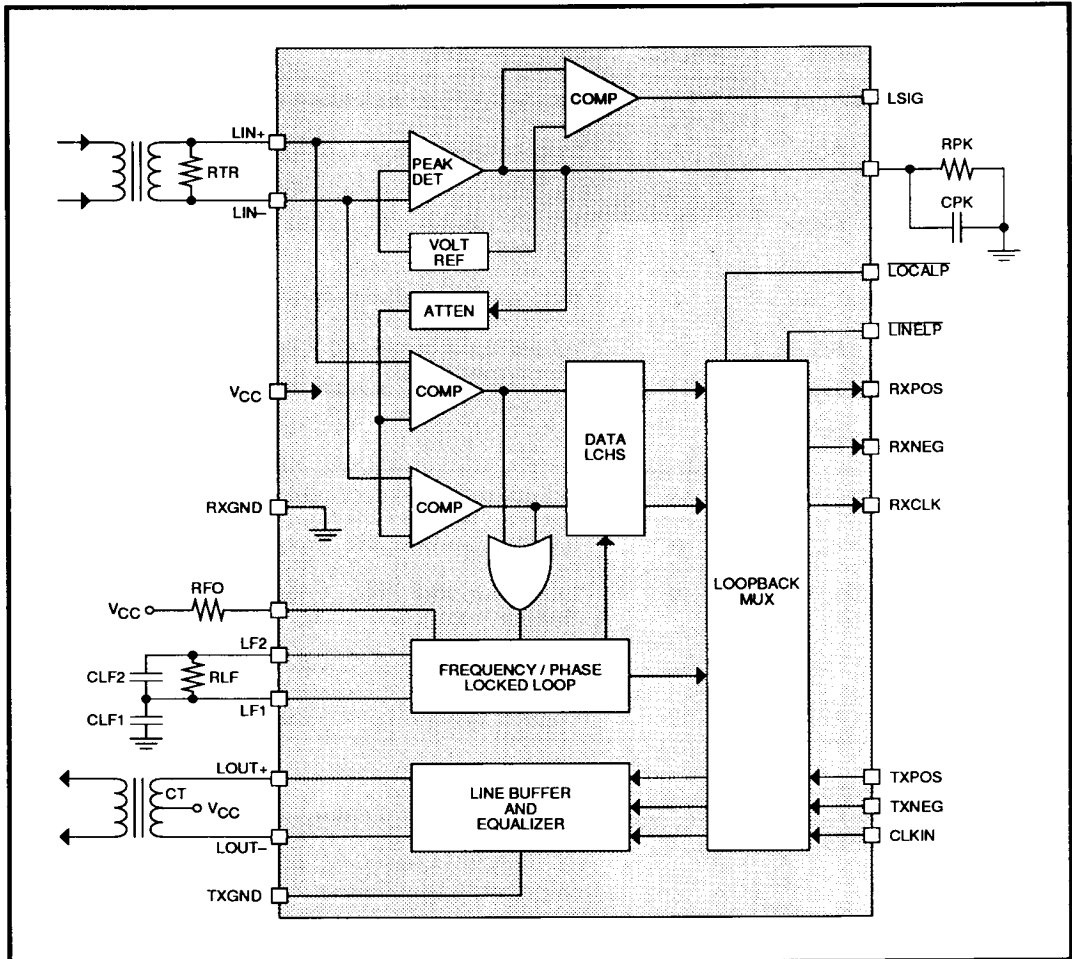 COMP
LSIG
LIN+
RTR
LIN–
PEAK
DET
RPK
CPK
VOLT
REF
LOCALP
ATTEN
LINELP
VCC
COMP
RXPOS
DATA
LCHS
RXNEG
RXGND
COMP
RXCLK
LOOPBACK
MUX
RFO
VCC
LF2
CLF2
RLF
FREQUENCY / PHASE
LOCKED LOOP
LF1
CLF1
LOUT+
CT
VCC
LINE BUFFER
AND
EQUALIZER
TXPOS
TXNEG
LOUT–
CLKIN
TXGND